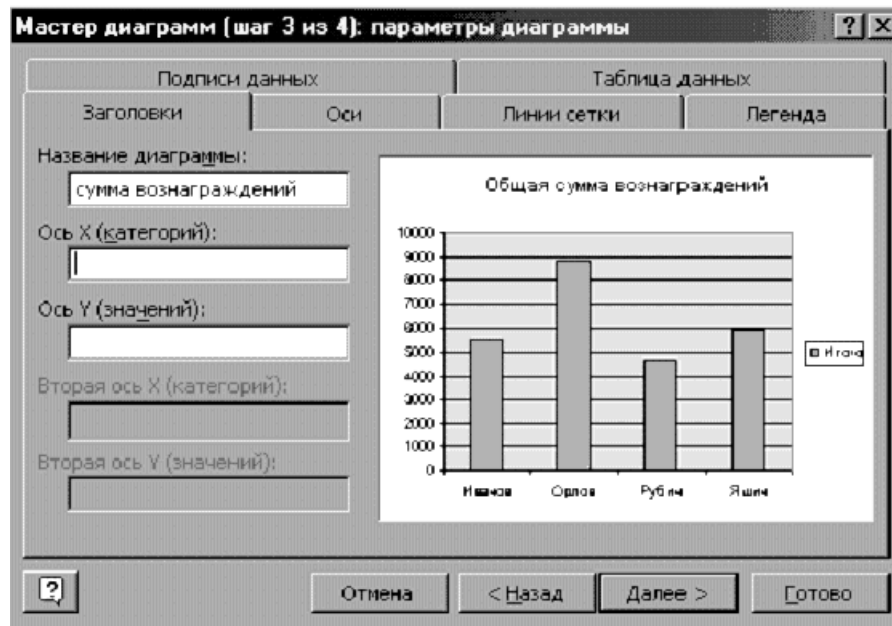 Мастер диаграмм (шаг 3 из 4): параметры диаграммы
Подписи данных
Таблица данных
Заголовки
Оси
Линии сетки
Легенда
Название диаграммы:
сумма вознаграждений
Ось X (категорий):
Ось Y (значений):
Вторая ось X (категорий):
Вторая ось Y (значений):
Общая сумма вознаграждений
10000
9000
8000
7000
6000
5000
4000
3000
2000
1000
0
Иванов
Орлов
Рубин
Яшин
Отмена
< Назад
Далее >
Готово